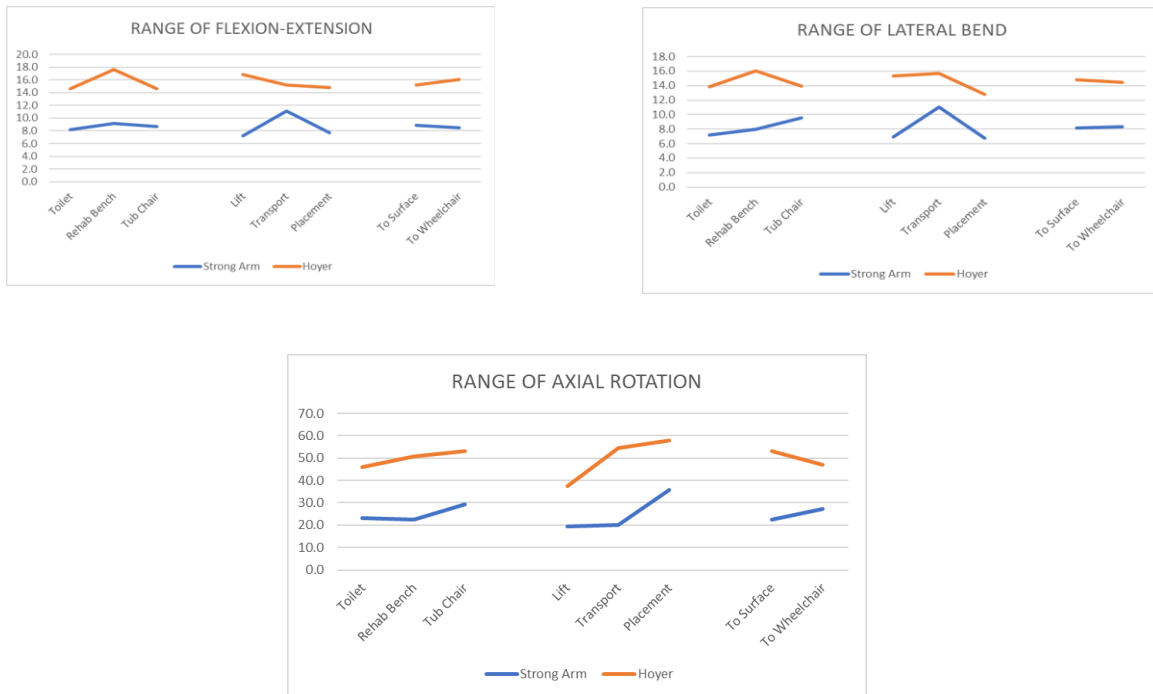 RANGE OF FLEXION-EXTENSION
20.0
18.0
16.0
14.0
12.0
10.0
8.0
6.0
4.0
2.0
0.0
Toilet
Rehab Bench
Tub Chair
Lift
Transport
Placement
To Surface
To Wheelchair
Strong Arm Hoyer
RANGE OF LATERAL BEND
18.0
16.0
14.0
12.0
10.0
8.0
6.0
4.0
2.0
0.0
Toilet
Rehab Bench
Tub Chair
Lift
Transport
Placement
To Surface
To Wheelchair
Strong Arm Hoyer
RANGE OF AXIAL ROTATION
70.0
60.0
50.0
40.0
30.0
20.0
10.0
0.0
Toilet
Rehab Bench
Tub Chair
Lift
Transport
Placement
To Surface
To Wheelchair
Strong Arm Hoyer